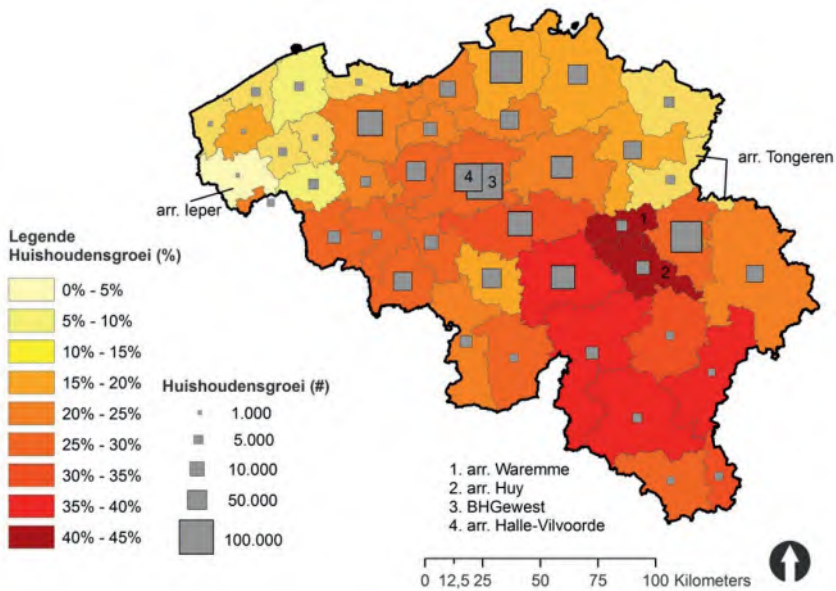 4
3
arr. Tongeren
arr. Ieper
1
2
Legende
Huishoudensgroei (%)
0% - 5%
5% - 10%
10% - 15%
15% - 20%
20% - 25%
25% - 30%
30% - 35%
35% - 40%
40% - 45%
Huishoudensgroei (#)
1.000
5.000
10.000
50.000
100.000
1. arr. Waremme
2. arr. Huy
3. BHGewest
4. arr. Halle-Vilvoorde
0 12,5 25 50 75 100 Kilometers